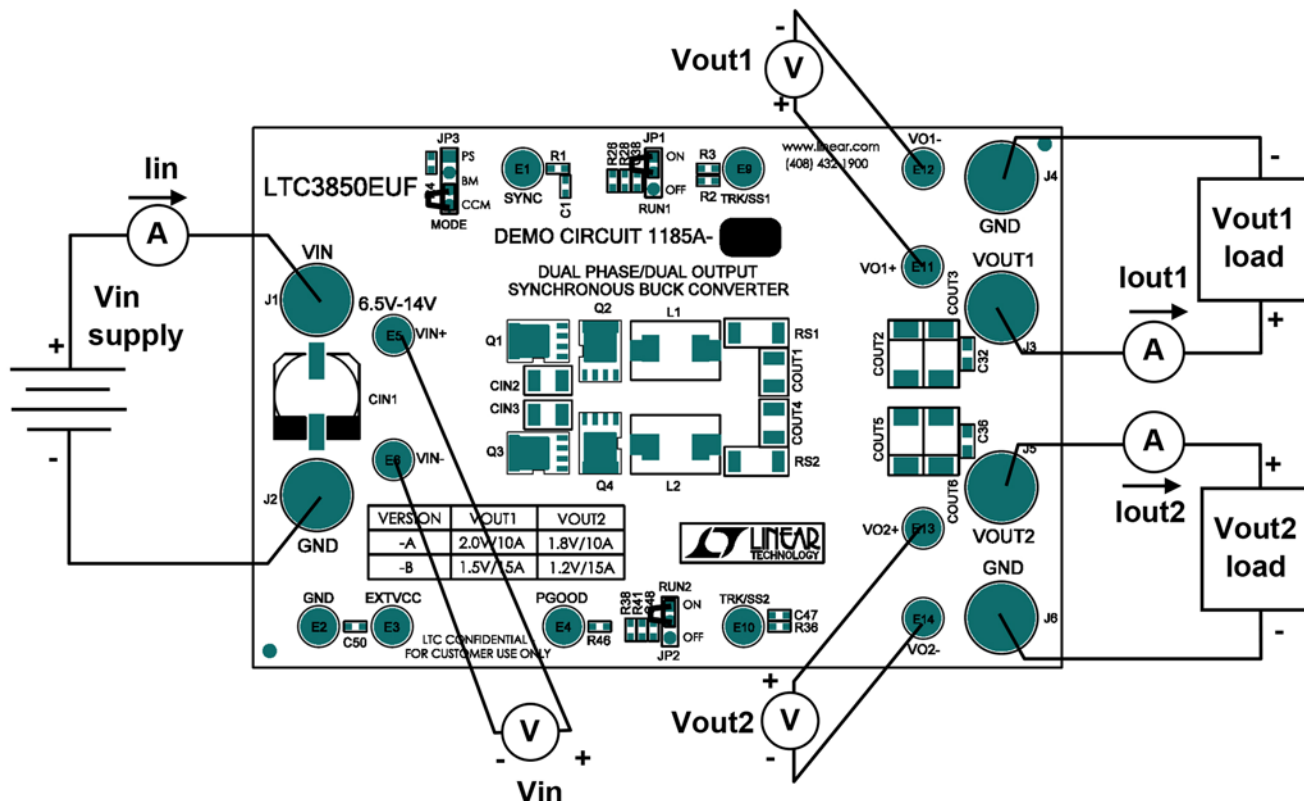 Vout1
-
V
+
Iin
A
Vin
supply
+
-
LTC3850EUF
JP3
PS
BM
CCM
MODE
E1
SYNC
R1
C1
R26
R28
JP1
ON
OFF
RUN1
R3
R2
E9
TRK/SS1
www.linear.com
(408) 432-1900
VO1-
E12
J4
GND
-
Vout1
load
+
DEMO CIRCUIT 1185A-
DUAL PHASE/DUAL OUTPUT
SYNCHRONOUS BUCK CONVERTER
VIN
J1
6.5V-14V
E5
VIN+
CIN1
VIN-
J2
GND
Q1
Q2
L1
RS1
CIN2
CIN3
COUT1
COUT4
Q3
Q4
L2
RS2
VO1+
E11
COUT3
VOUT1
J3
COUT2
C32
Iout1
A
COUT5
C36
COUT6
J5
VOUT2
A
Iout2
+
Vout2
load
-
VO2+
E13
GND
J6
E14
VO2-
VERSION VOUT1 VOUT2
-A 2.0V/10A 1.8V/10A
-B 1.5V/15A 1.2V/15A
LINEAR
TECHNOLOGY
GND
E2
C50
EXTVCC
E3
PGOOD
E4
R46
R38
R41
RUN2
ON
OFF
JP2
TRK/SS2
E10
C47
R36
LTC CONFIDENTIAL-
FOR CUSTOMER USE ONLY
V
-
+
Vin
+
Vout2
V
-